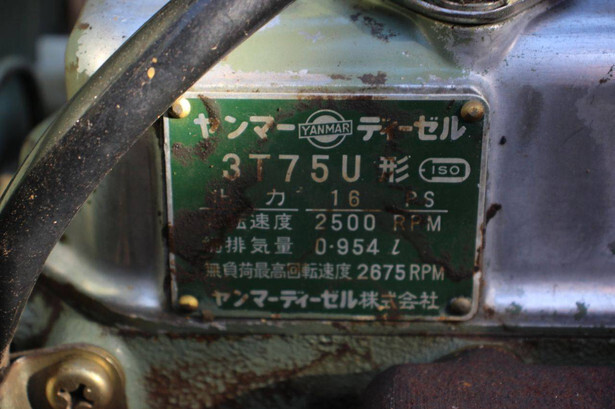 ヤンマー YANMAR ディーゼル
3T75U 形 ISO
力 16 PS
転速度 2500 RPM
排気量 0.954 ℓ
無負荷最高回転速度 2675 RPM
ヤンマーディーゼル株式会社